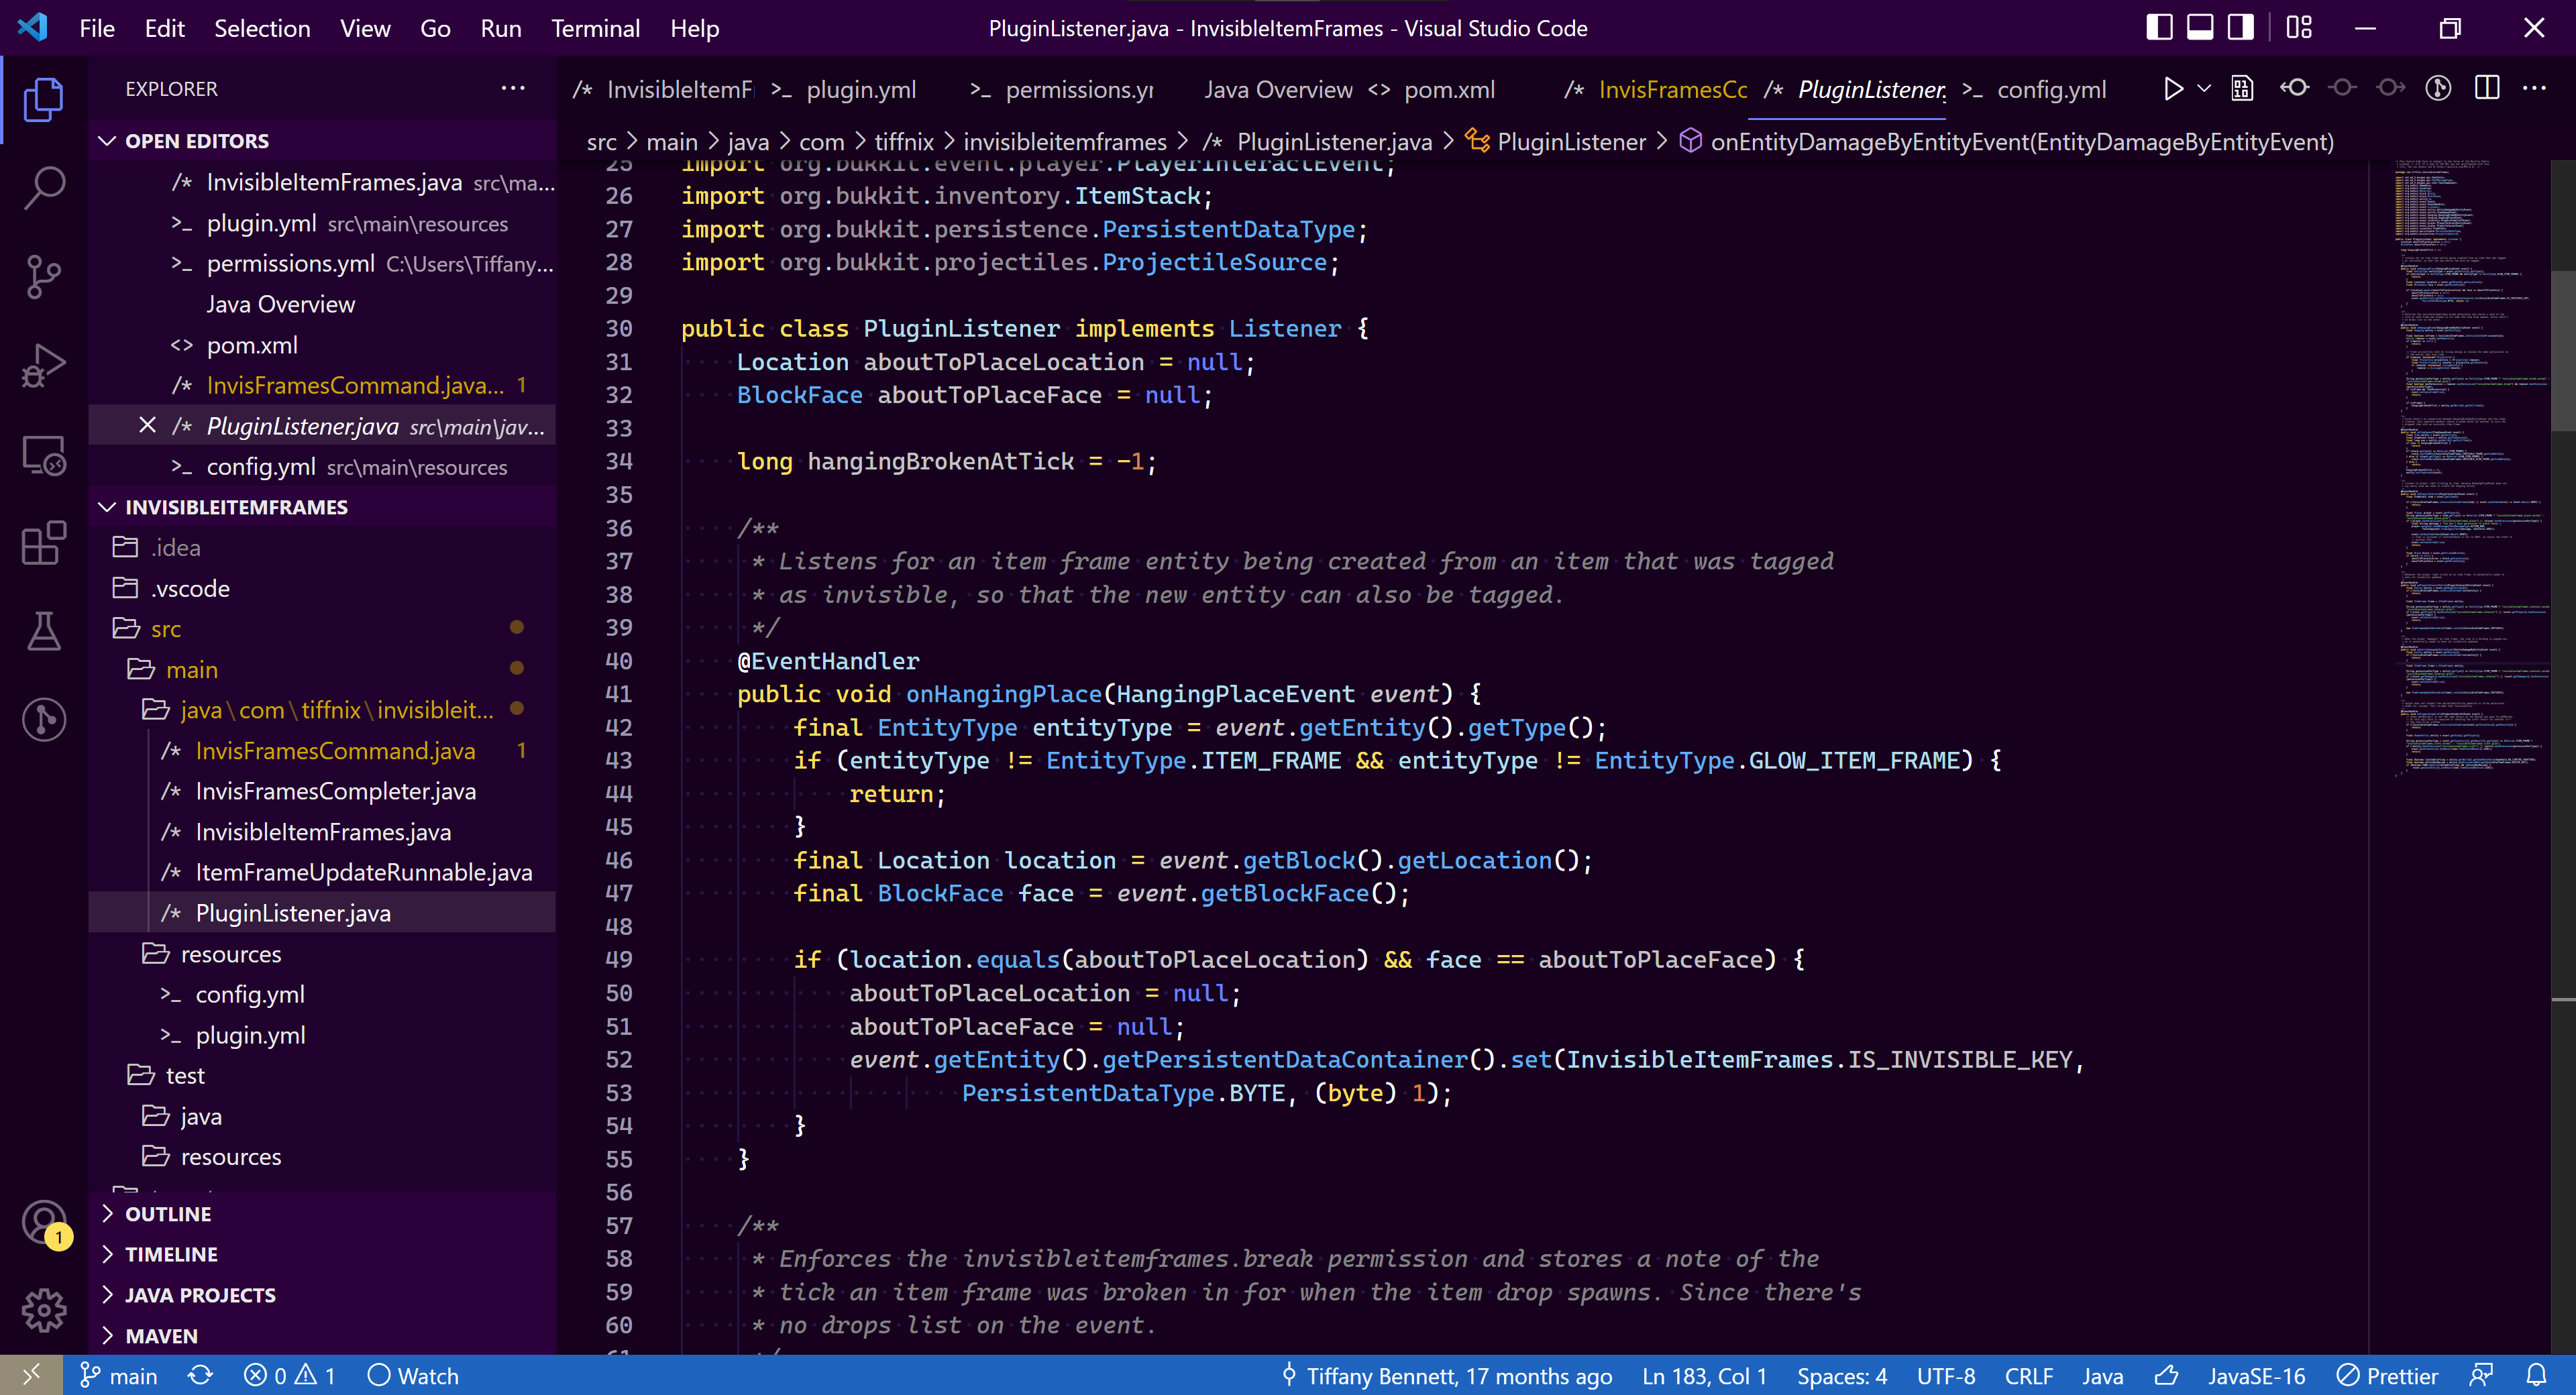 File Edit Selection View Go Run Terminal Help
PluginListener.java - InvisibleItemFrames - Visual Studio Code
EXPLORER
OPEN EDITORS
/* InvisibleItemFrames.java src\ma...
>_ plugin.yml src\main\resources
>_ permissions.yml C:\Users\Tiffany...
Java Overview
<> pom.xml
/* InvisFramesCommand.java... 1
/* PluginListener.java src\main\jav...
>_ config.yml src\main\resources
INVISIBLEITEMFRAMES
.idea
.vscode
src
main
java\com\tiffnix\invisibleit...
/* InvisFramesCommand.java 1
/* InvisFramesCompleter.java
/* InvisibleItemFrames.java
/* ItemFrameUpdateRunnable.java
/* PluginListener.java
resources
>_ config.yml
>_ plugin.yml
test
java
resources
OUTLINE
TIMELINE
JAVA PROJECTS
MAVEN
1
/* InvisibleItemF >_ plugin.yml >_ permissions.yr Java Overview <> pom.xml /* InvisFramesCc /* PluginListener. >_ config.yml
src > main > java > com > tiffnix > invisibleitemframes > /* PluginListener.java > PluginListener > onEntityDamageByEntityEvent(EntityDamageByEntityEvent)
25 import org.bukkit.event.player.PlayerInteractEvent;
26 import org.bukkit.inventory.ItemStack;
27 import org.bukkit.persistence.PersistentDataType;
28 import org.bukkit.projectiles.ProjectileSource;
29
30 public class PluginListener implements Listener {
31 Location aboutToPlaceLocation = null;
32 BlockFace aboutToPlaceFace = null;
33
34 long hangingBrokenAtTick = -1;
35
36 /**
37 * Listens for an item frame entity being created from an item that was tagged
38 * as invisible, so that the new entity can also be tagged.
39 */
40 @EventHandler
41 public void onHangingPlace(HangingPlaceEvent event) {
42 final EntityType entityType = event.getEntity().getType();
43 if (entityType != EntityType.ITEM_FRAME && entityType != EntityType.GLOW_ITEM_FRAME) {
44 return;
45 }
46 final Location location = event.getBlock().getLocation();
47 final BlockFace face = event.getBlockFace();
48
49 if (location.equals(aboutToPlaceLocation) && face == aboutToPlaceFace) {
50 aboutToPlaceLocation = null;
51 aboutToPlaceFace = null;
52 event.getEntity().getPersistentDataContainer().set(InvisibleItemFrames.IS_INVISIBLE_KEY,
53 PersistentDataType.BYTE, (byte) 1);
54 }
55 }
56
57 /**
58 * Enforces the invisibleitemframes.break permission and stores a note of the
59 * tick an item frame was broken in for when the item drop spawns. Since there's
60 * no drops list on the event.
61 */
main 0 1 Watch
Tiffany Bennett, 17 months ago Ln 183, Col 1 Spaces: 4 UTF-8 CRLF Java JavaSE-16 Prettier